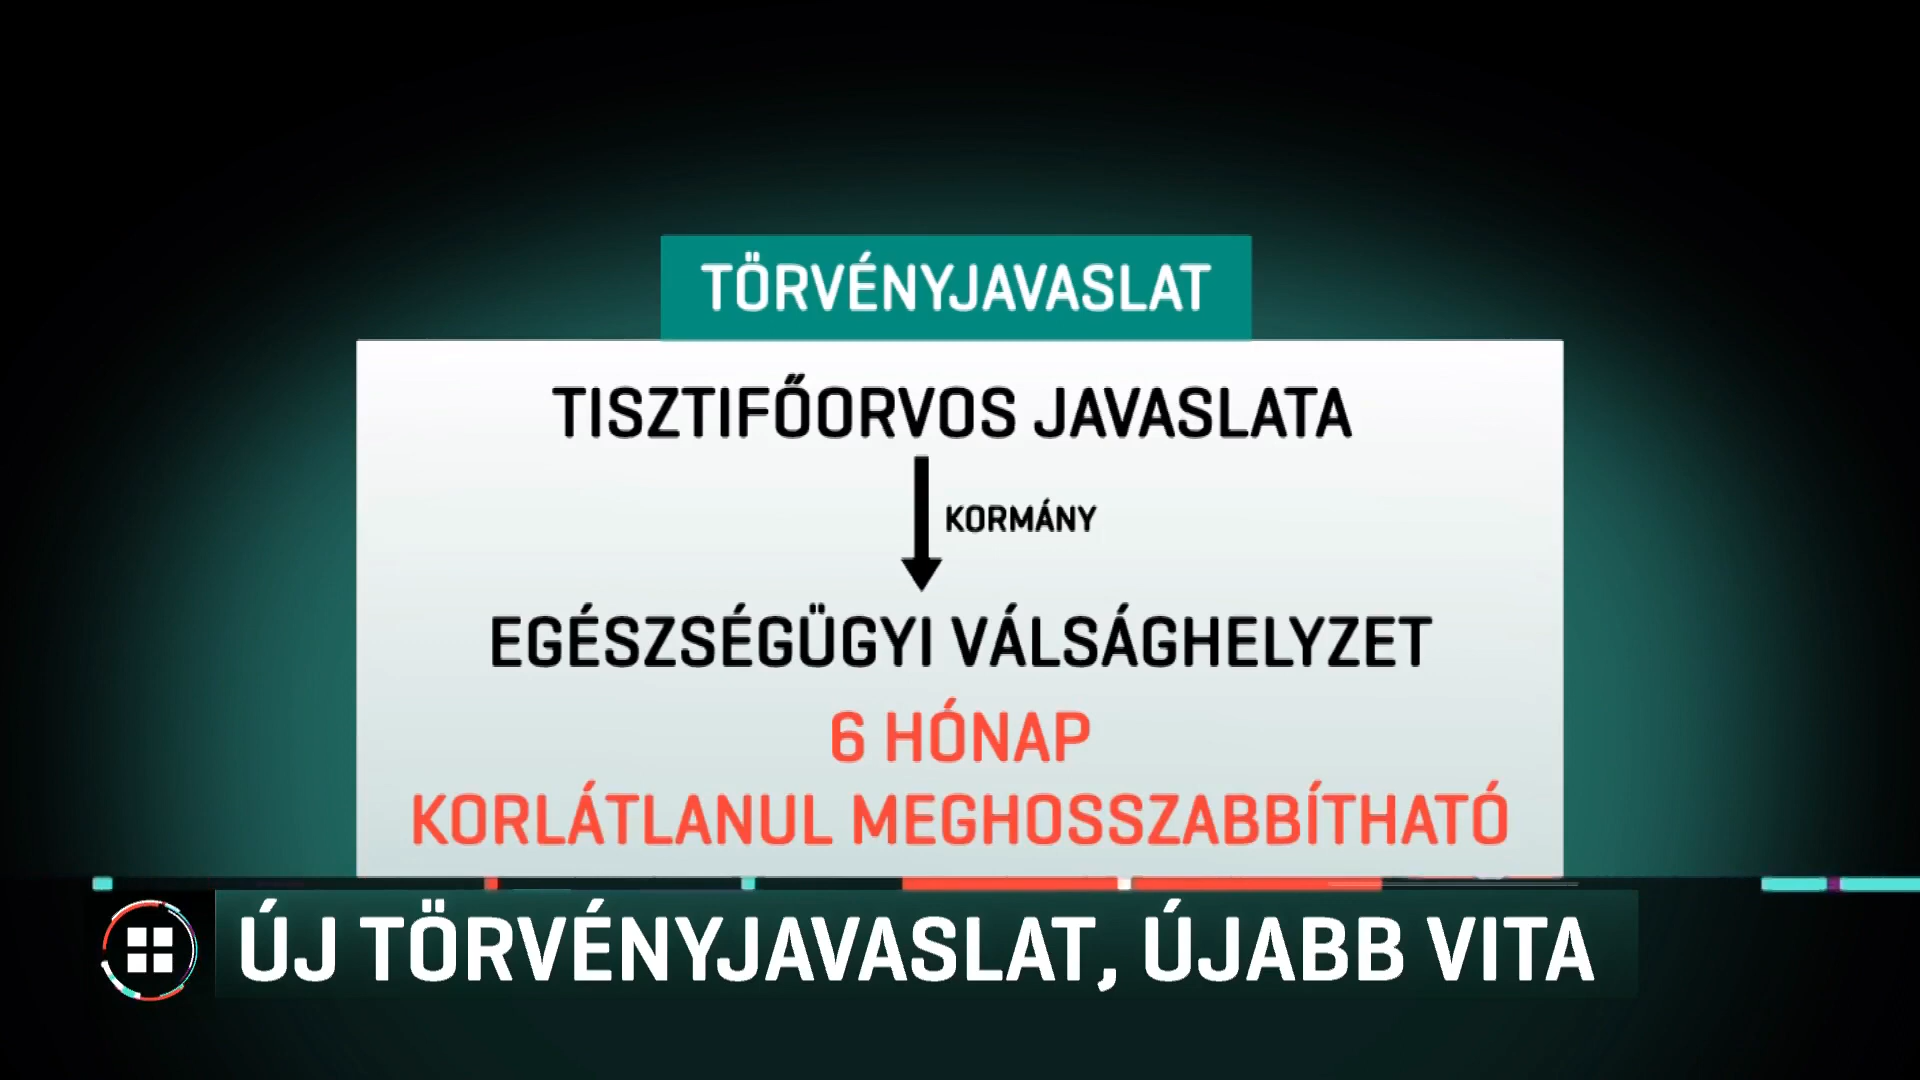 TÖRVÉNYJAVASLAT
TISZTIFŐORVOS JAVASLATA
KORMÁNY
EGÉSZSÉGÜGYI VÁLSÁGHELYZET
6 HÓNAP
KORLÁTLANUL MEGHOSSZABBÍTHATÓ
ÚJ TÖRVÉNYJAVASLAT, ÚJABB VITA